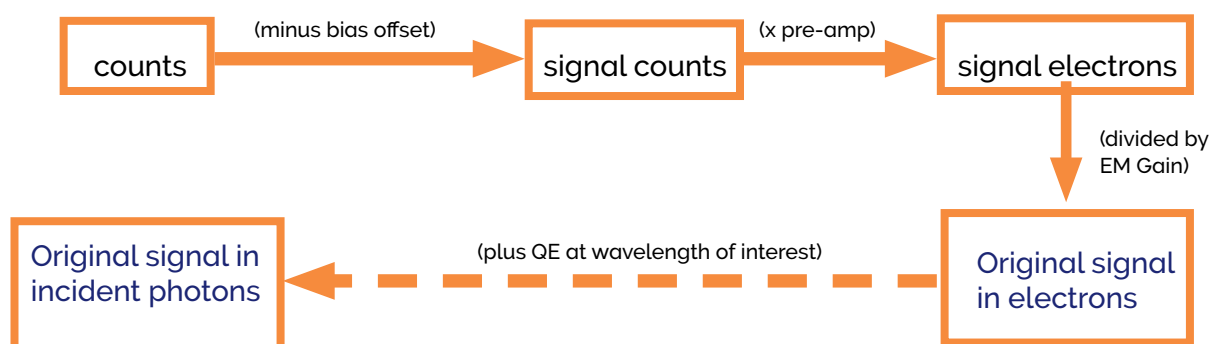 counts
(minus bias offset)
signal counts
(x pre-amp)
signal electrons
(divided by
EM Gain)
Original signal
in electrons
(plus QE at wavelength of interest)
Original signal in
incident photons